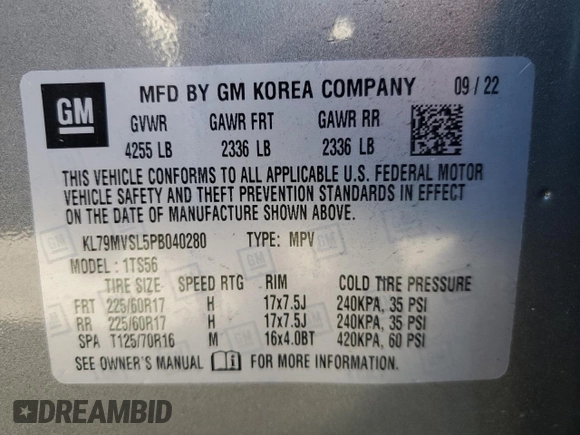 GM
MFD BY GM KOREA COMPANY 09/22
GVWR GAWR FRT GAWR RR
4255 LB 2336 LB 2336 LB
THIS VEHICLE CONFORMS TO ALL APPLICABLE U.S. FEDERAL MOTOR
VEHICLE SAFETY AND THEFT PREVENTION STANDARDS IN EFFECT
ON THE DATE OF MANUFACTURE SHOWN ABOVE.
KL79MVSL5PB040280 TYPE: MPV
MODEL: 1TS56
TIRE SIZE SPEED RTG RIM COLD TIRE PRESSURE
FRT 225/60R17 H 17x7.5J 240KPA, 35 PSI
RR 225/60R17 H 17x7.5J 240KPA, 35 PSI
SPA T125/70R16 M 16x4.0BT 420KPA, 60 PSI
SEE OWNER'S MANUAL FOR MORE INFORMATION.
DREAMBID